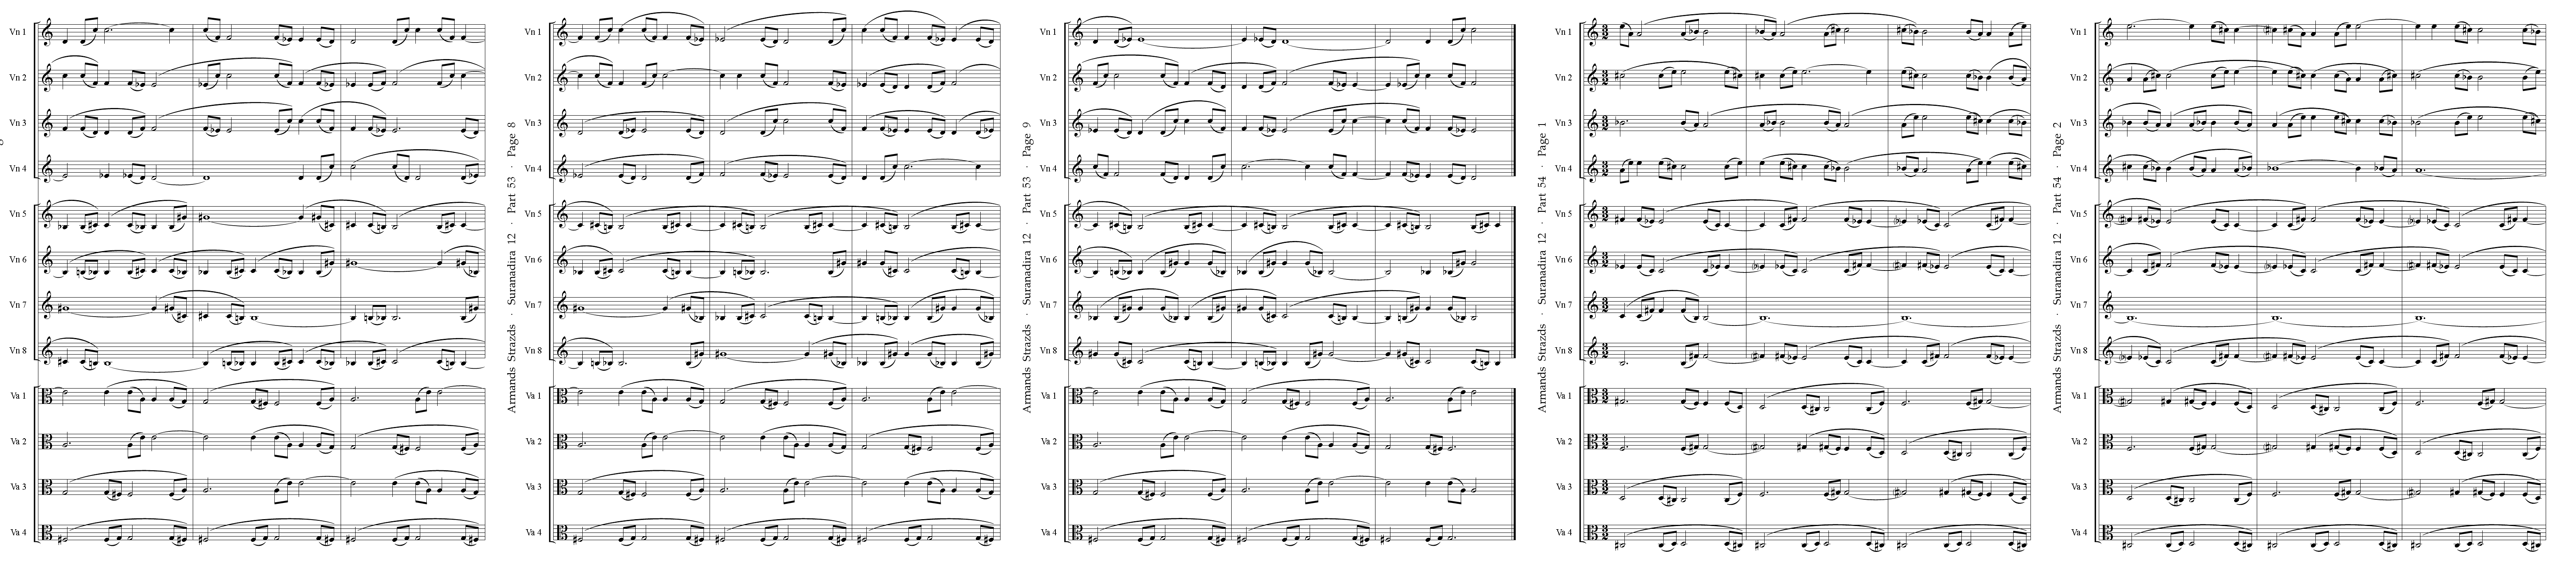 Vn 1
Vn 2
Vn 3
Vn 4
Vn 5
Vn 6
Vn 7
Vn 8
Va 1
Va 2
Va 3
Va 4
Armands Strazds · Suranadira 12 · Part 53 · Page 8
Vn 1
Vn 2
Vn 3
Vn 4
Vn 5
Vn 6
Vn 7
Vn 8
Va 1
Va 2
Va 3
Va 4
Armands Strazds · Suranadira 12 · Part 53 · Page 9
Vn 1
Vn 2
Vn 3
Vn 4
Vn 5
Vn 6
Vn 7
Vn 8
Va 1
Va 2
Va 3
Va 4
Armands Strazds · Suranadira 12 · Part 54 · Page 1
Vn 1
Vn 2
Vn 3
Vn 4
Vn 5
Vn 6
Vn 7
Vn 8
Va 1
Va 2
Va 3
Va 4
Armands Strazds · Suranadira 12 · Part 54 · Page 2
Vn 1
Vn 2
Vn 3
Vn 4
Vn 5
Vn 6
Vn 7
Vn 8
Va 1
Va 2
Va 3
Va 4